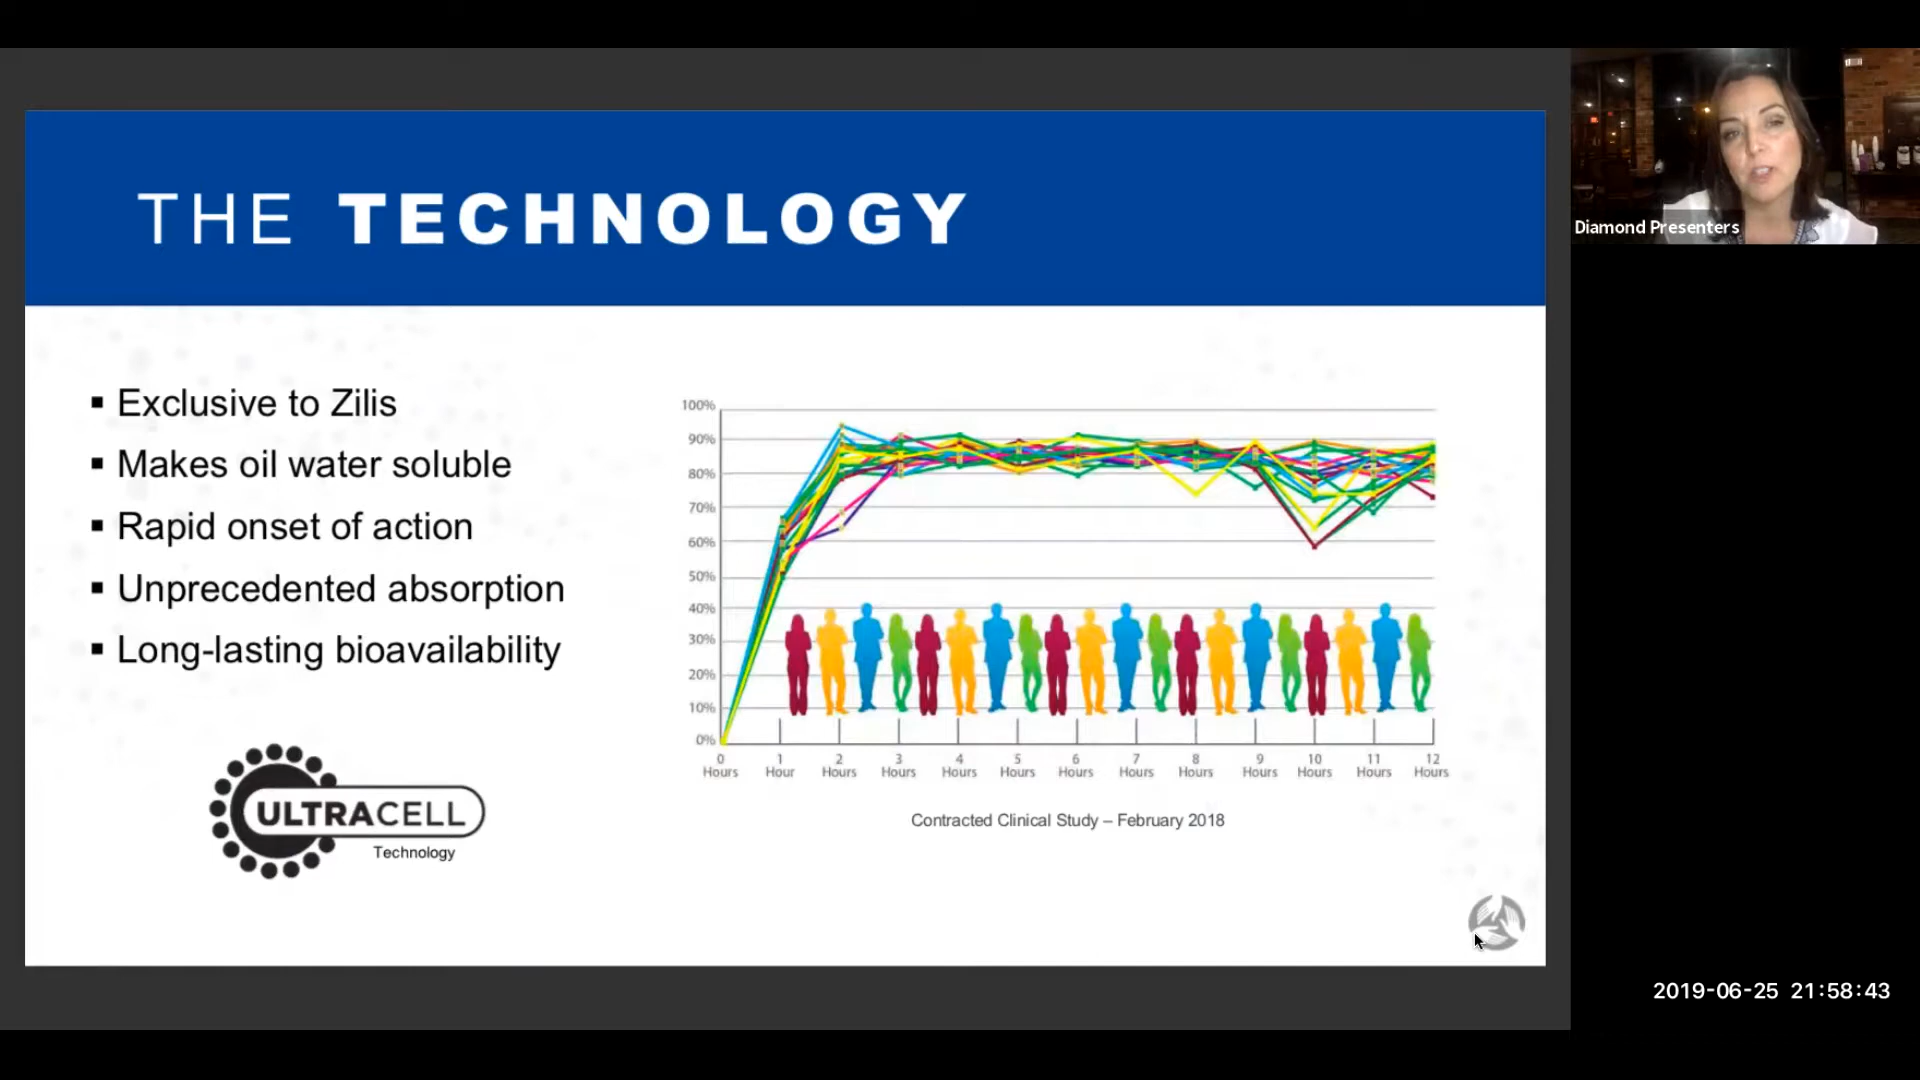 THE TECHNOLOGY
▪ Exclusive to Zilis
▪ Makes oil water soluble
▪ Rapid onset of action
▪ Unprecedented absorption
▪ Long-lasting bioavailability
ULTRACELL
Technology
100%
90%
80%
70%
60%
50%
40%
30%
20%
10%
0%
0 1 2 3 4 5 6 7 8 9 10 11 12
Hours Hour Hours Hours Hours Hours Hours Hours Hours Hours Hours Hours Hours
Contracted Clinical Study – February 2018
Diamond Presenters
2019-06-25 21:58:43